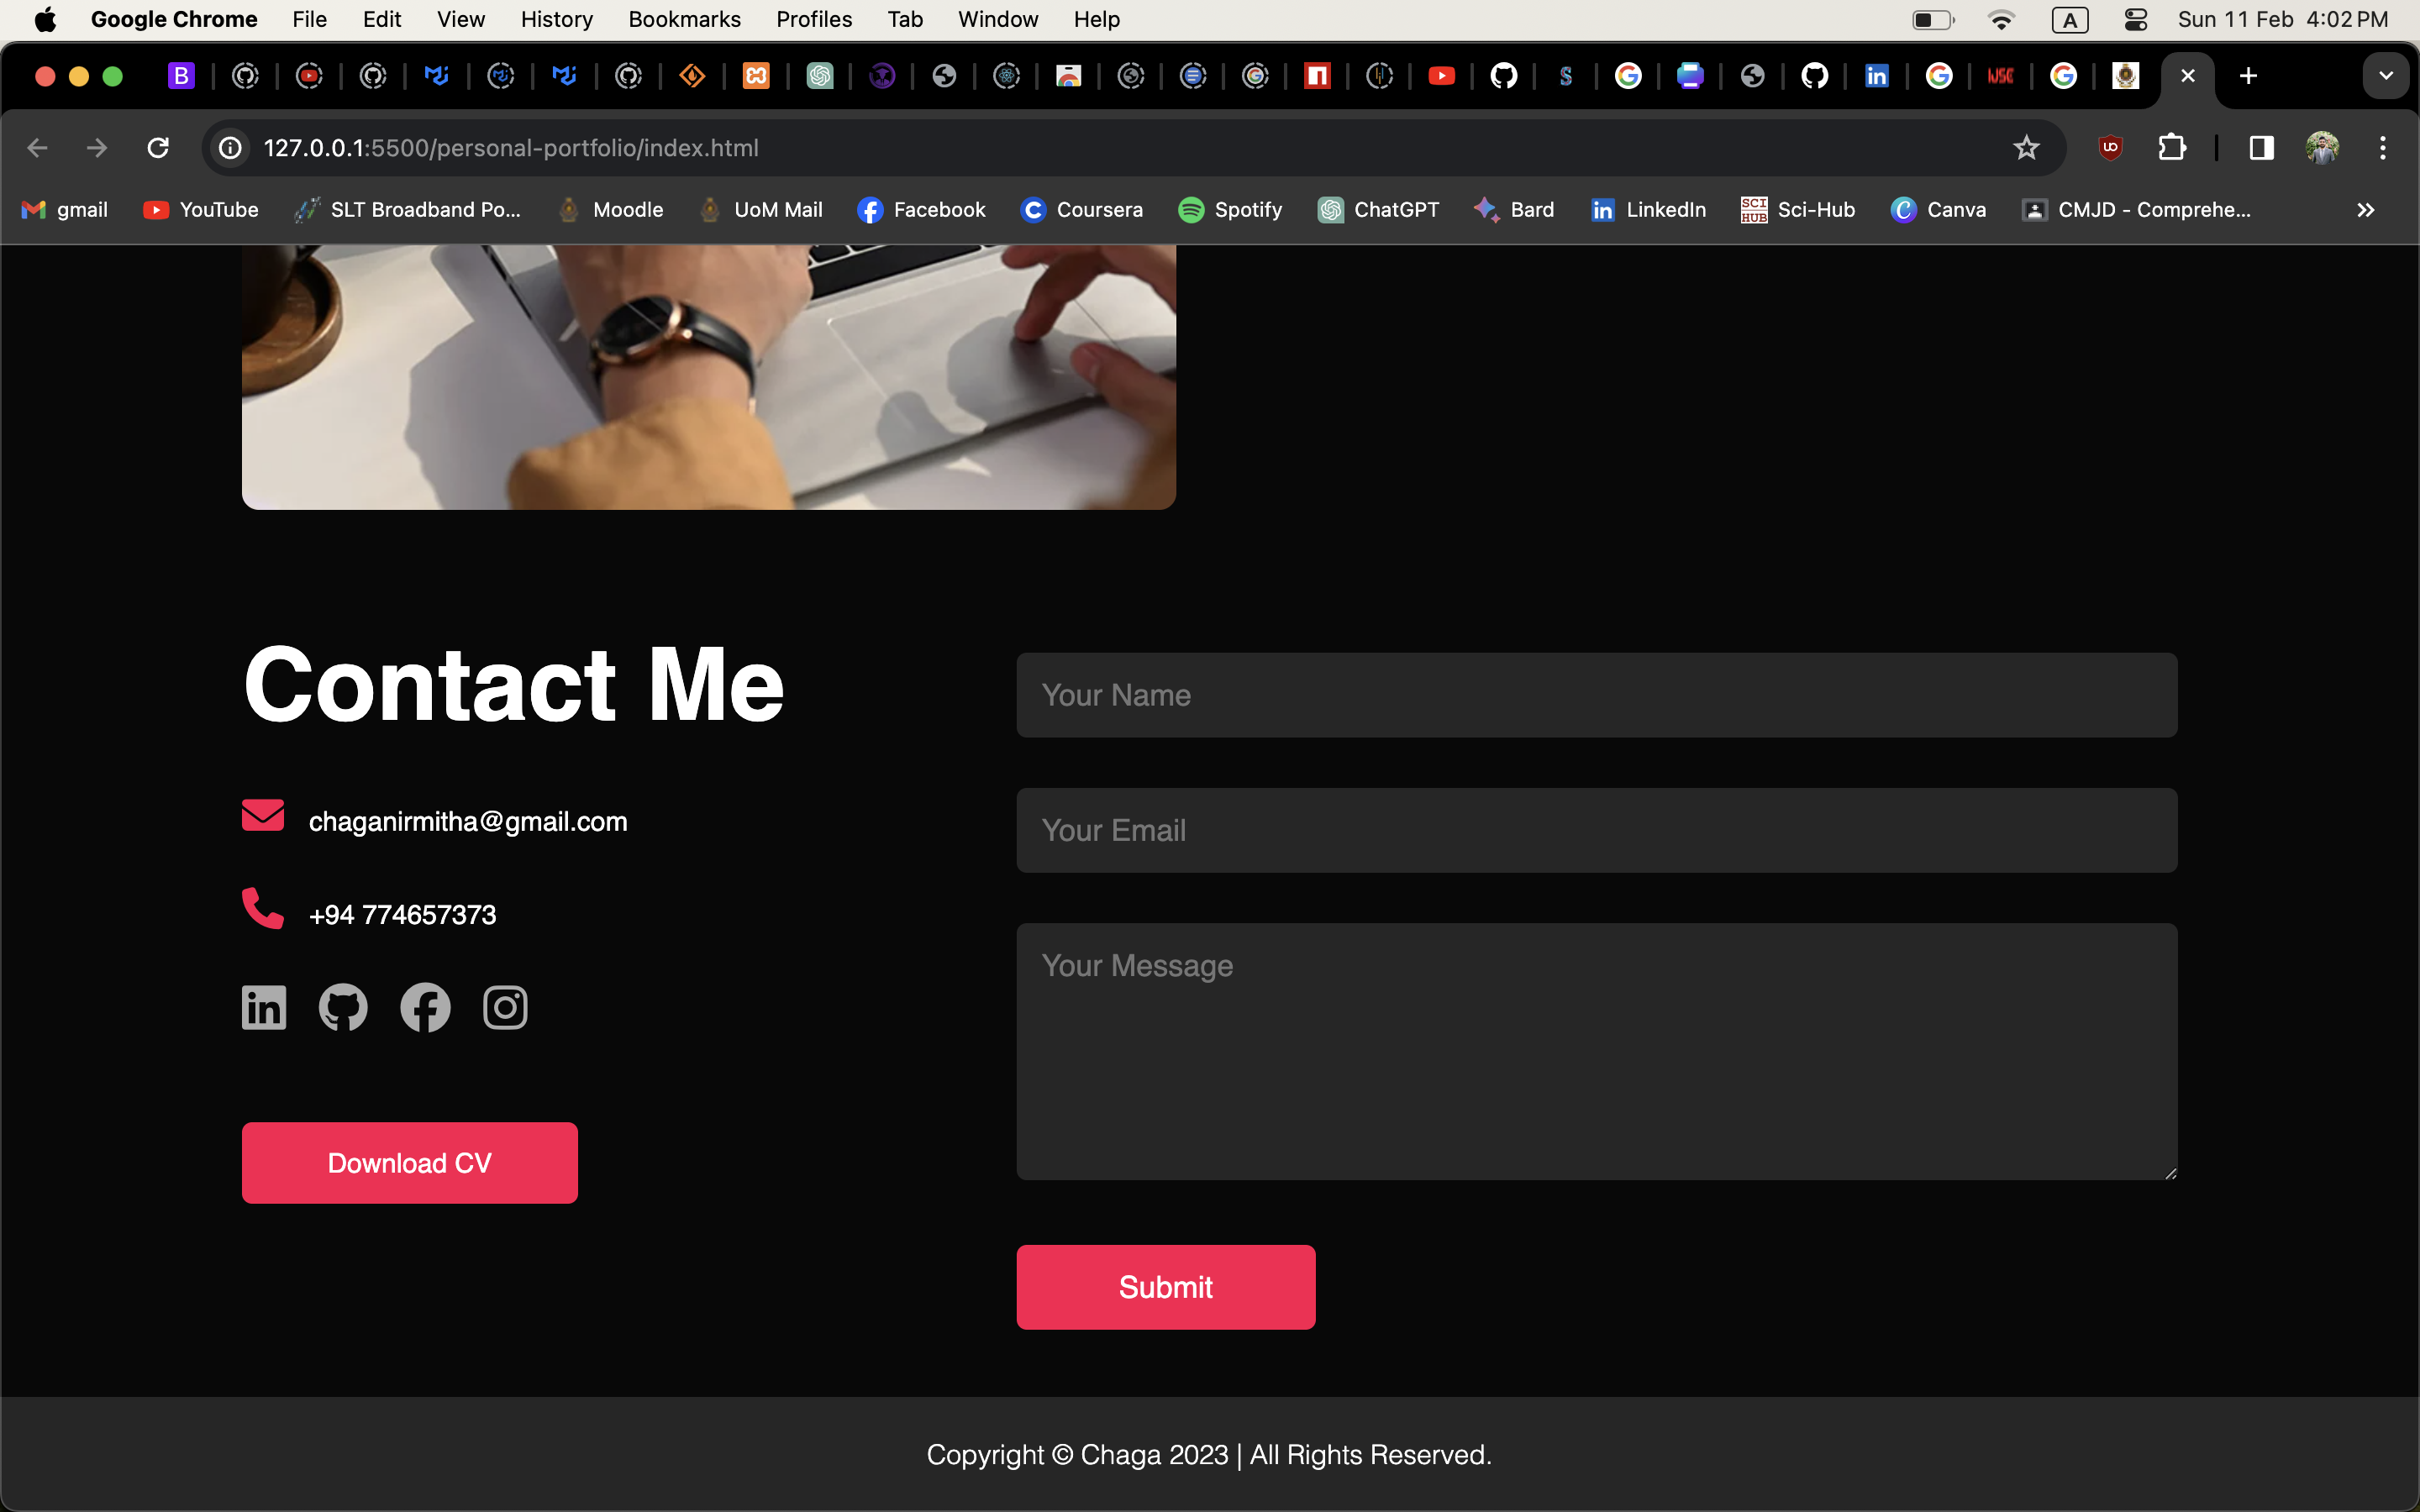 Google Chrome File Edit View History Bookmarks Profiles Tab Window Help A Sun 11 Feb 4:02 PM
B
127.0.0.1:5500/personal-portfolio/index.html
gmail YouTube SLT Broadband Po... Moodle UoM Mail Facebook Coursera Spotify ChatGPT Bard LinkedIn SCI HUB Sci-Hub Canva CMJD - Comprehe...
Contact Me
Your Name
chaganirmitha@gmail.com
Your Email
+94 774657373
Your Message
in
Download CV
Submit
Copyright © Chaga 2023 | All Rights Reserved.